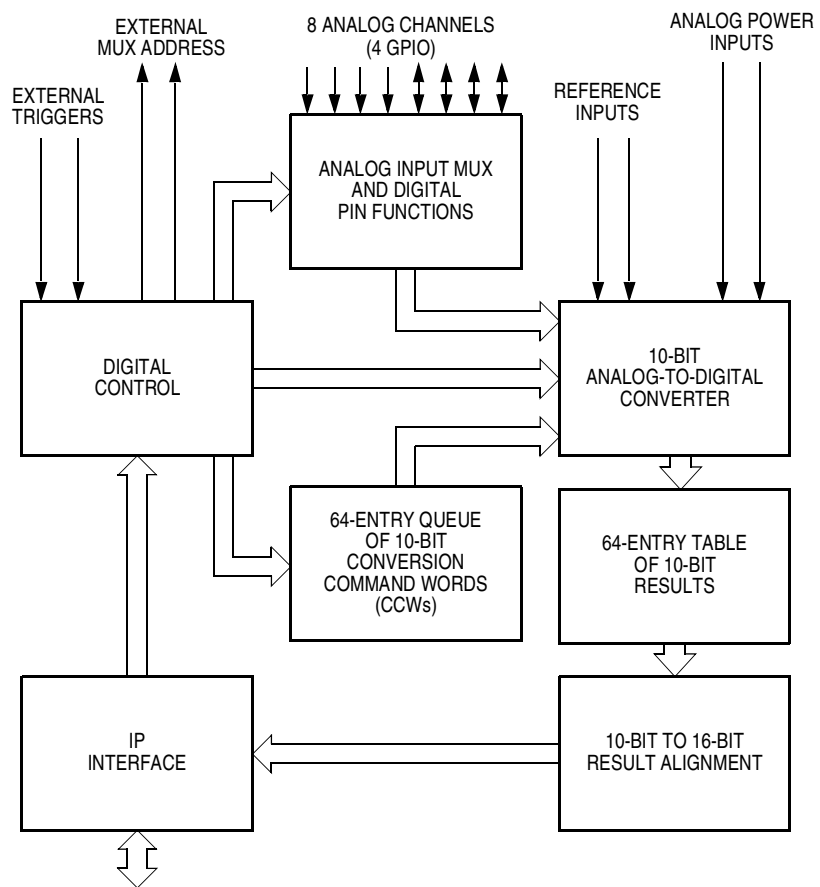 EXTERNAL
MUX ADDRESS
8 ANALOG CHANNELS
(4 GPIO)
ANALOG POWER
INPUTS
EXTERNAL
TRIGGERS
REFERENCE
INPUTS
ANALOG INPUT MUX
AND DIGITAL
PIN FUNCTIONS
DIGITAL
CONTROL
10-BIT
ANALOG-TO-DIGITAL
CONVERTER
64-ENTRY QUEUE
OF 10-BIT
CONVERSION
COMMAND WORDS
(CCWs)
64-ENTRY TABLE
OF 10-BIT
RESULTS
IP
INTERFACE
10-BIT TO 16-BIT
RESULT ALIGNMENT